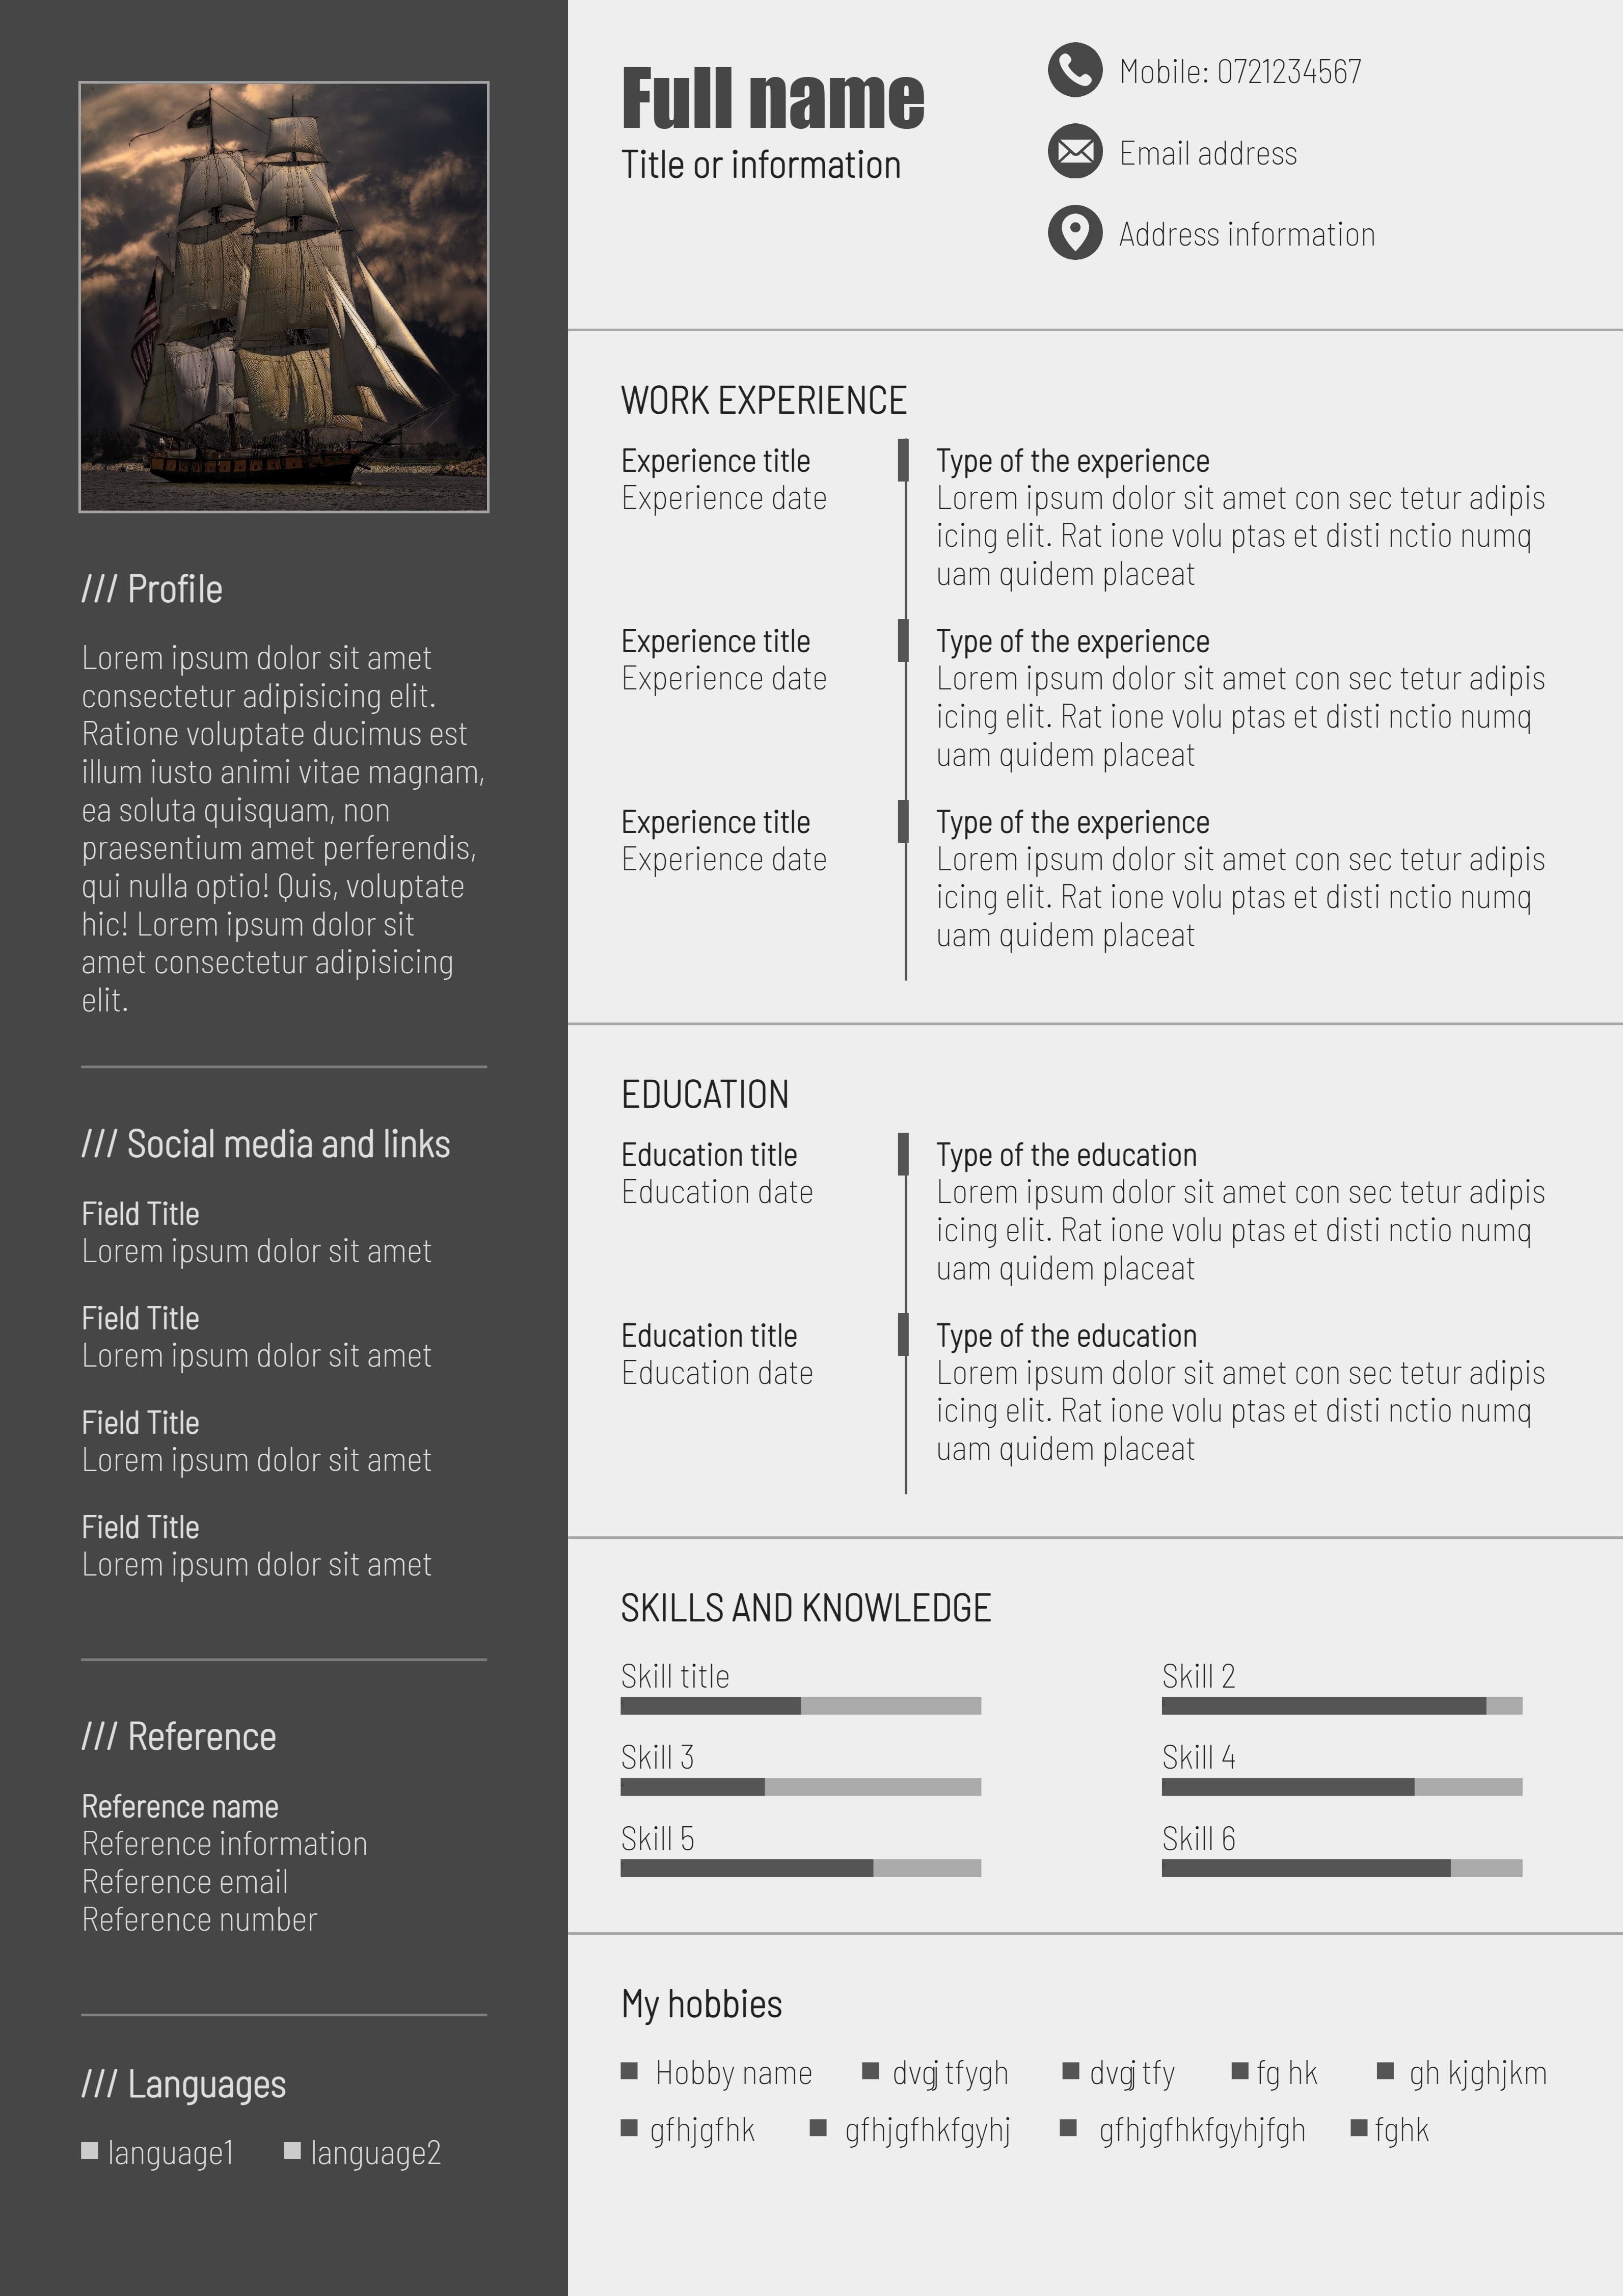 Full name
Title or information
Mobile: 0721234567
Email address
Address information
/// Profile
Lorem ipsum dolor sit amet
consectetur adipisicing elit.
Ratione voluptate ducimus est
illum iusto animi vitae magnam,
ea soluta quisquam, non
praesentium amet perferendis,
qui nulla optio! Quis, voluptate
hic! Lorem ipsum dolor sit
amet consectetur adipisicing
elit.
/// Social media and links
Field Title
Lorem ipsum dolor sit amet
Field Title
Lorem ipsum dolor sit amet
Field Title
Lorem ipsum dolor sit amet
Field Title
Lorem ipsum dolor sit amet
/// Reference
Reference name
Reference information
Reference email
Reference number
/// Languages
language1 language2
WORK EXPERIENCE
Experience title
Experience date
Type of the experience
Lorem ipsum dolor sit amet con sec tetur adipis
icing elit. Rat ione volu ptas et disti nctio numq
uam quidem placeat
Experience title
Experience date
Type of the experience
Lorem ipsum dolor sit amet con sec tetur adipis
icing elit. Rat ione volu ptas et disti nctio numq
uam quidem placeat
Experience title
Experience date
Type of the experience
Lorem ipsum dolor sit amet con sec tetur adipis
icing elit. Rat ione volu ptas et disti nctio numq
uam quidem placeat
EDUCATION
Education title
Education date
Type of the education
Lorem ipsum dolor sit amet con sec tetur adipis
icing elit. Rat ione volu ptas et disti nctio numq
uam quidem placeat
Education title
Education date
Type of the education
Lorem ipsum dolor sit amet con sec tetur adipis
icing elit. Rat ione volu ptas et disti nctio numq
uam quidem placeat
SKILLS AND KNOWLEDGE
Skill title
Skill 2
Skill 3
Skill 4
Skill 5
Skill 6
My hobbies
Hobby name dvgj tfygh dvgj tfy fg hk gh kjghjkm
gfhjgfhk gfhjgfhkfgyhj gfhjgfhkfgyhjfgh fghk